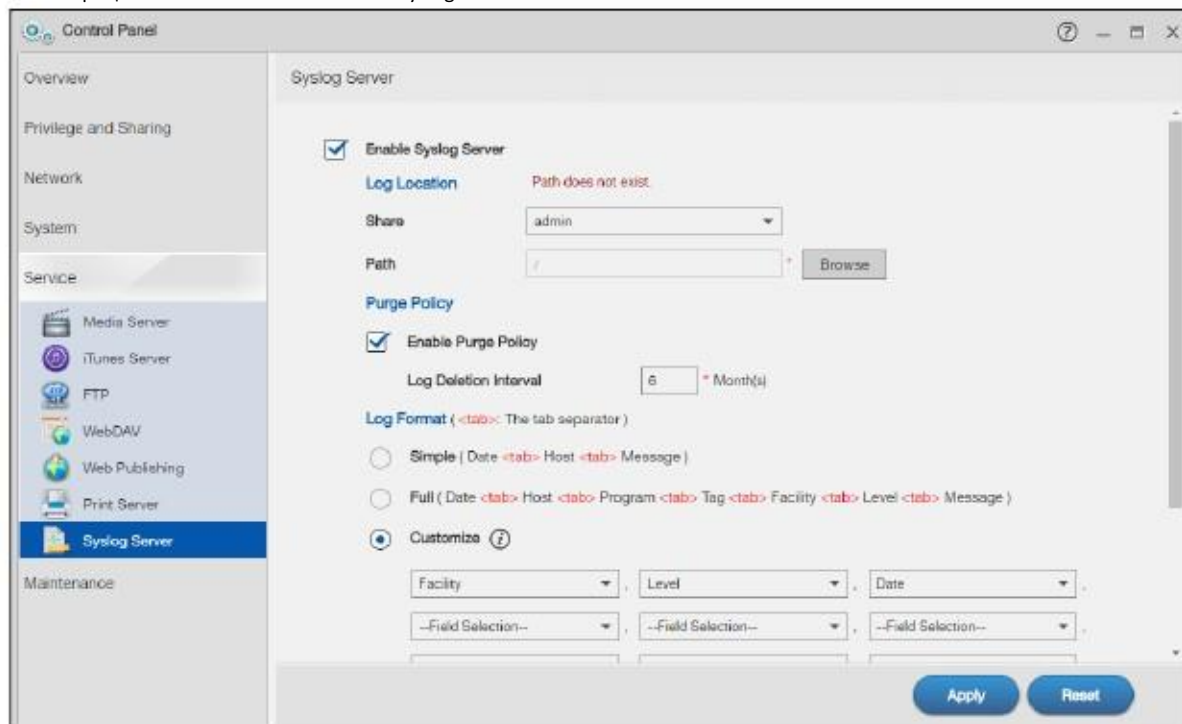 Control Panel
Overview
Privilege and Sharing
Network
System
Service
Media Server
iTunes Server
FTP
WebDAV
Web Publishing
Print Server
Syslog Server
Maintenance
Syslog Server
Enable Syslog Server
Log Location Path does not exist.
Share admin
Path / * Browse
Purge Policy
Enable Purge Policy
Log Deletion Interval 6 * Month(s)
Log Format ( <tab>: The tab separator )
Simple ( Date <tab> Host <tab> Message )
Full ( Date <tab> Host <tab> Program <tab> Tag <tab> Facility <tab> Level <tab> Message )
Customize i
Facility , Level , Date ,
--Field Selection-- , --Field Selection-- , --Field Selection-- ,
Apply Reset